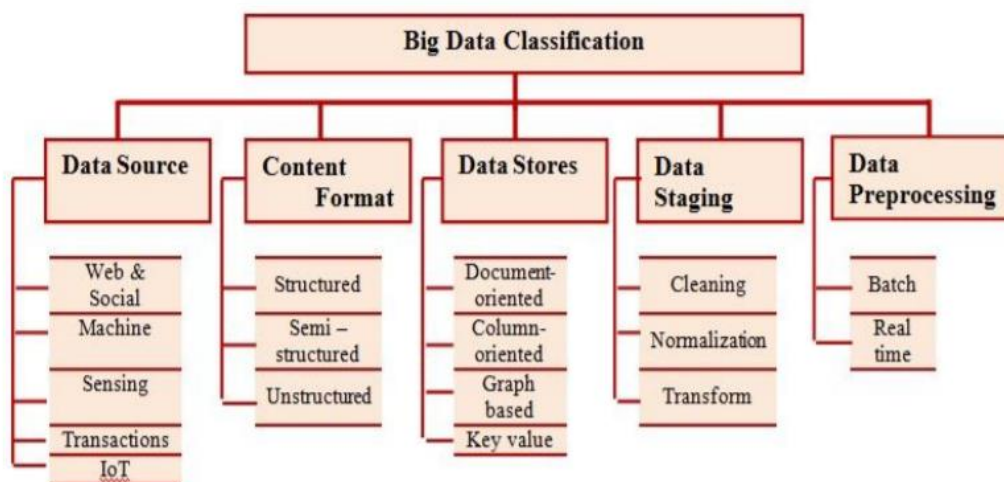 Big Data Classification
Data Source
Content
Format
Data Stores
Data
Staging
Data
Preprocessing
Web &
Social
Machine
Sensing
Transactions
IoT
Structured
Semi –
structured
Unstructured
Document-
oriented
Column-
oriented
Graph
based
Key value
Cleaning
Normalization
Transform
Batch
Real
time